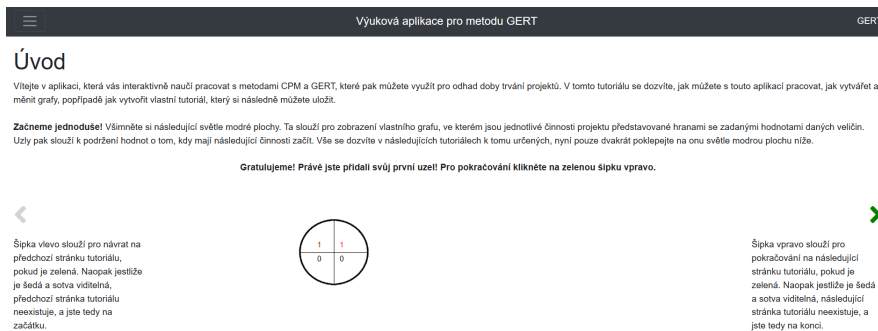 Výuková aplikace pro metodu GERT
GERT
Úvod
Vítejte v aplikaci, která vás interaktivně naučí pracovat s metodami CPM a GERT, které pak můžete využít pro odhad doby trvání projektů. V tomto tutoriálu se dozvíte, jak můžete s touto aplikací pracovat, jak vytvářet a
měnit grafy, popřípadě jak vytvořit vlastní tutoriál, který si následně můžete uložit.
Začneme jednoduše! Všimněte si následující světle modré plochy. Ta slouží pro zobrazení vlastního grafu, ve kterém jsou jednotlivé činnosti projektu představované hranami se zadanými hodnotami daných veličin.
Uzly pak slouží k podržení hodnot o tom, kdy mají následující činnosti začít. Vše se dozvíte v následujících tutoriálech k tomu určených, nyní pouze dvakrát poklepejte na onu světle modrou plochu níže.
Gratulujeme! Právě jste přidali svůj první uzel! Pro pokračování klikněte na zelenou šipku vpravo.
Šipka vlevo slouží pro návrat na
předchozí stránku tutoriálu,
pokud je zelená. Naopak jestliže
je šedá a sotva viditelná,
předchozí stránka tutoriálu
neexistuje, a jste tedy na
začátku.
1 1
0 0
Šipka vpravo slouží pro
pokračování na následující
stránku tutoriálu, pokud je
zelená. Naopak jestliže je šedá
a sotva viditelná, následující
stránka tutoriálu neexistuje, a
jste tedy na konci.